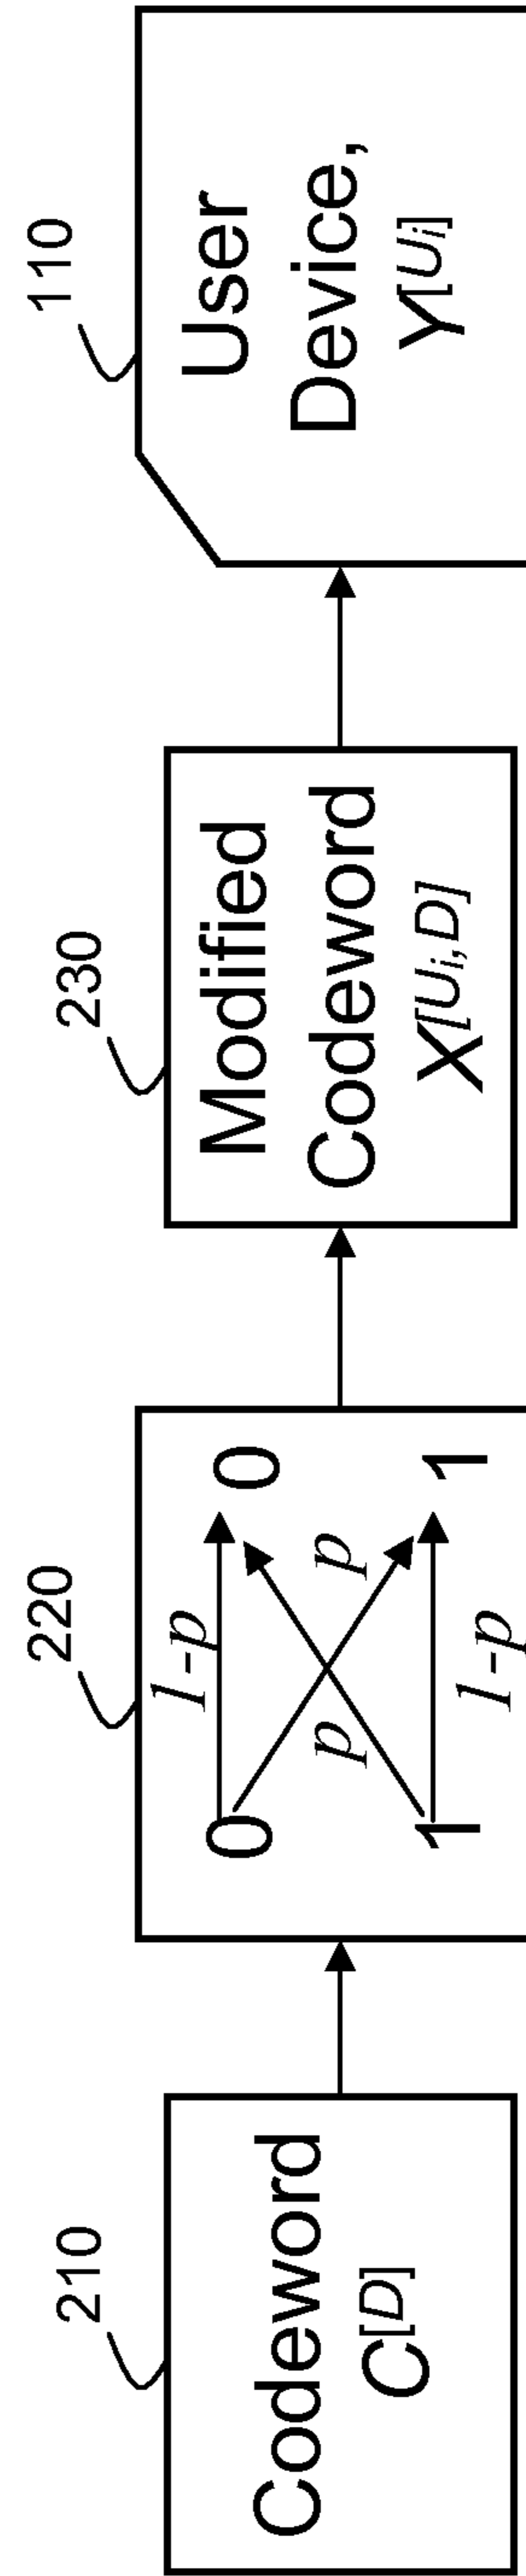 210
Codeword
C[D]
220
0 1-p 0
p p
1 1-p 1
230
Modified
Codeword
X[Ui,D]
110
User
Device,
Y[Ui]